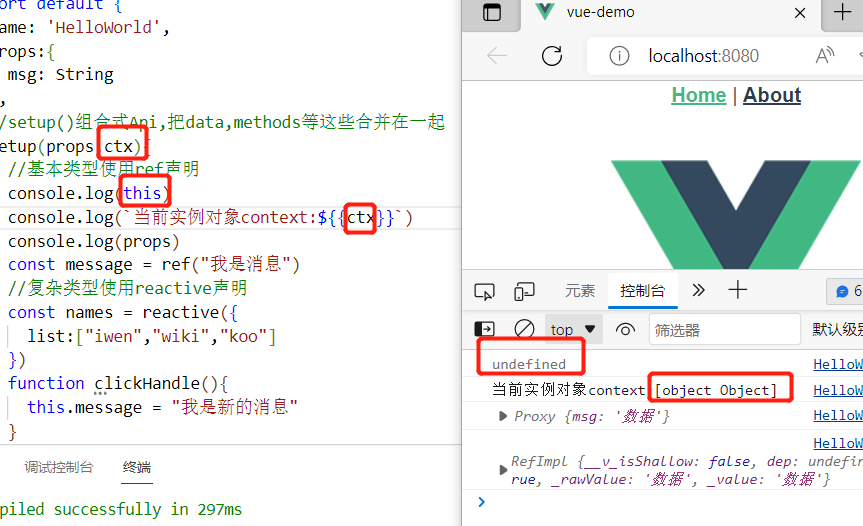 ort default {
ame: 'HelloWorld',
rops:{
msg: String
,
/setup()组合式Api,把data,methods等这些合并在一起
etup(props,ctx){
//基本类型使用ref声明
console.log(this)
console.log(`当前实例对象context:${{ctx}}`)
console.log(props)
const message = ref("我是消息")
//复杂类型使用reactive声明
const names = reactive({
list:["iwen","wiki","koo"]
})
function clickHandle(){
this.message = "我是新的消息"
}
调试控制台 终端
piled successfully in 297ms
vue-demo
localhost:8080
Home | About
元素 控制台
6
top 筛选器 默认级别
undefined HelloW
当前实例对象context:[object Object] HelloW
Proxy {msg: '数据'} HelloW
HelloW
RefImpl {__v_isShallow: false, dep: undefin
rue, _rawValue: '数据', _value: '数据'}